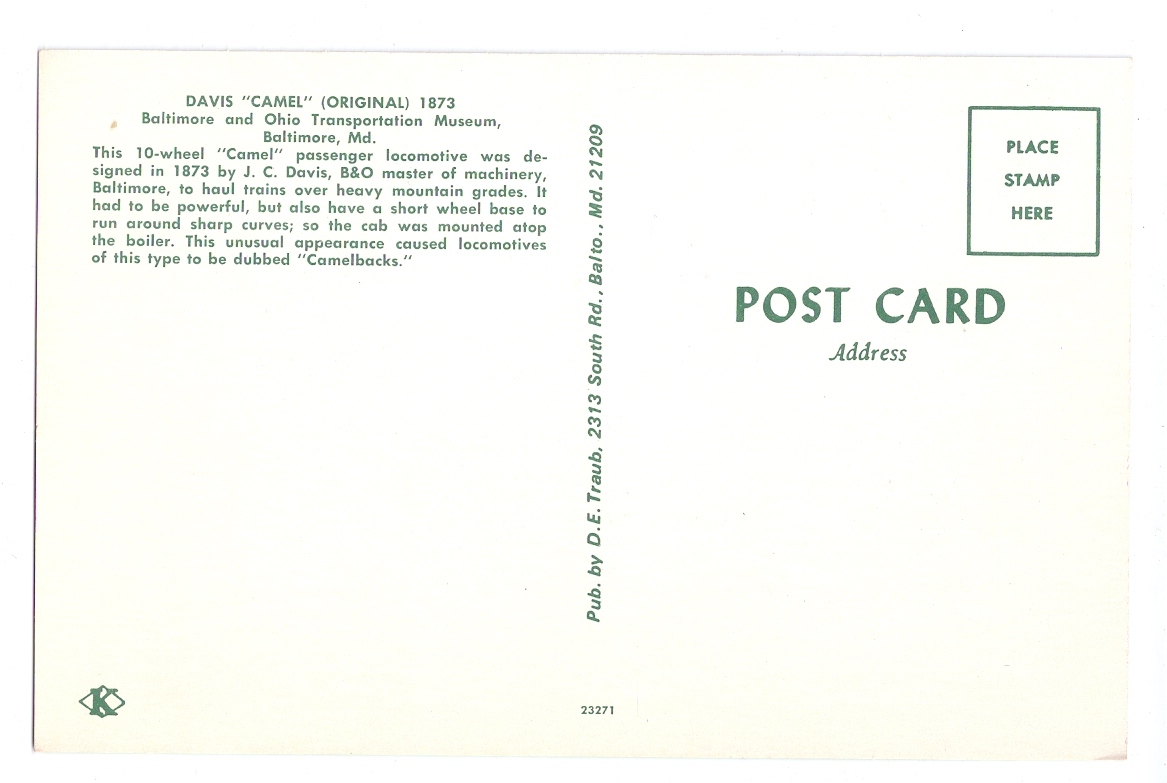 DAVIS "CAMEL" (ORIGINAL) 1873
Baltimore and Ohio Transportation Museum,
Baltimore, Md.
This 10-wheel "Camel" passenger locomotive was de-
signed in 1873 by J. C. Davis, B&O master of machinery,
Baltimore, to haul trains over heavy mountain grades. It
had to be powerful, but also have a short wheel base to
run around sharp curves; so the cab was mounted atop
the boiler. This unusual appearance caused locomotives
of this type to be dubbed "Camelbacks."
K
Pub. by D.E. Traub, 2313 South Rd., Balto., Md. 21209
23271
PLACE
STAMP
HERE
POST CARD
Address